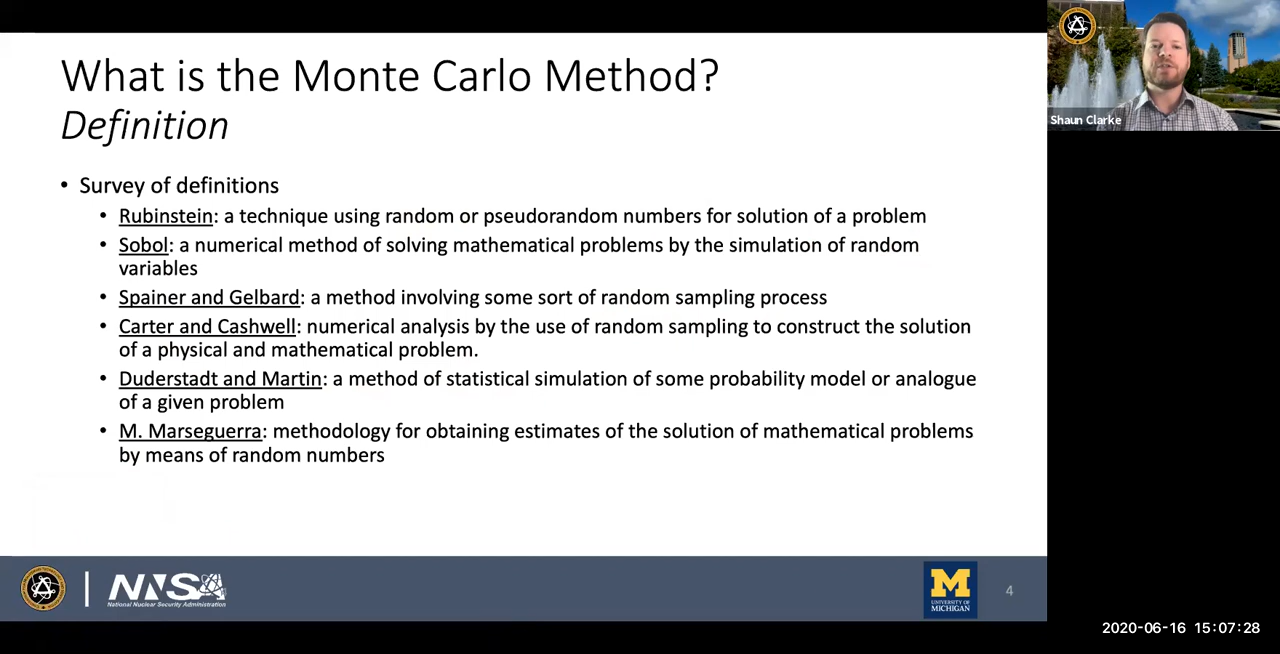 What is the Monte Carlo Method?
Definition
• Survey of definitions
• Rubinstein: a technique using random or pseudorandom numbers for solution of a problem
• Sobol: a numerical method of solving mathematical problems by the simulation of random
variables
• Spainer and Gelbard: a method involving some sort of random sampling process
• Carter and Cashwell: numerical analysis by the use of random sampling to construct the solution
of a physical and mathematical problem.
• Duderstadt and Martin: a method of statistical simulation of some probability model or analogue
of a given problem
• M. Marseguerra: methodology for obtaining estimates of the solution of mathematical problems
by means of random numbers
Shaun Clarke
NNSA
National Nuclear Security Administration
M
UNIVERSITY OF
MICHIGAN
4
2020-06-16 15:07:28